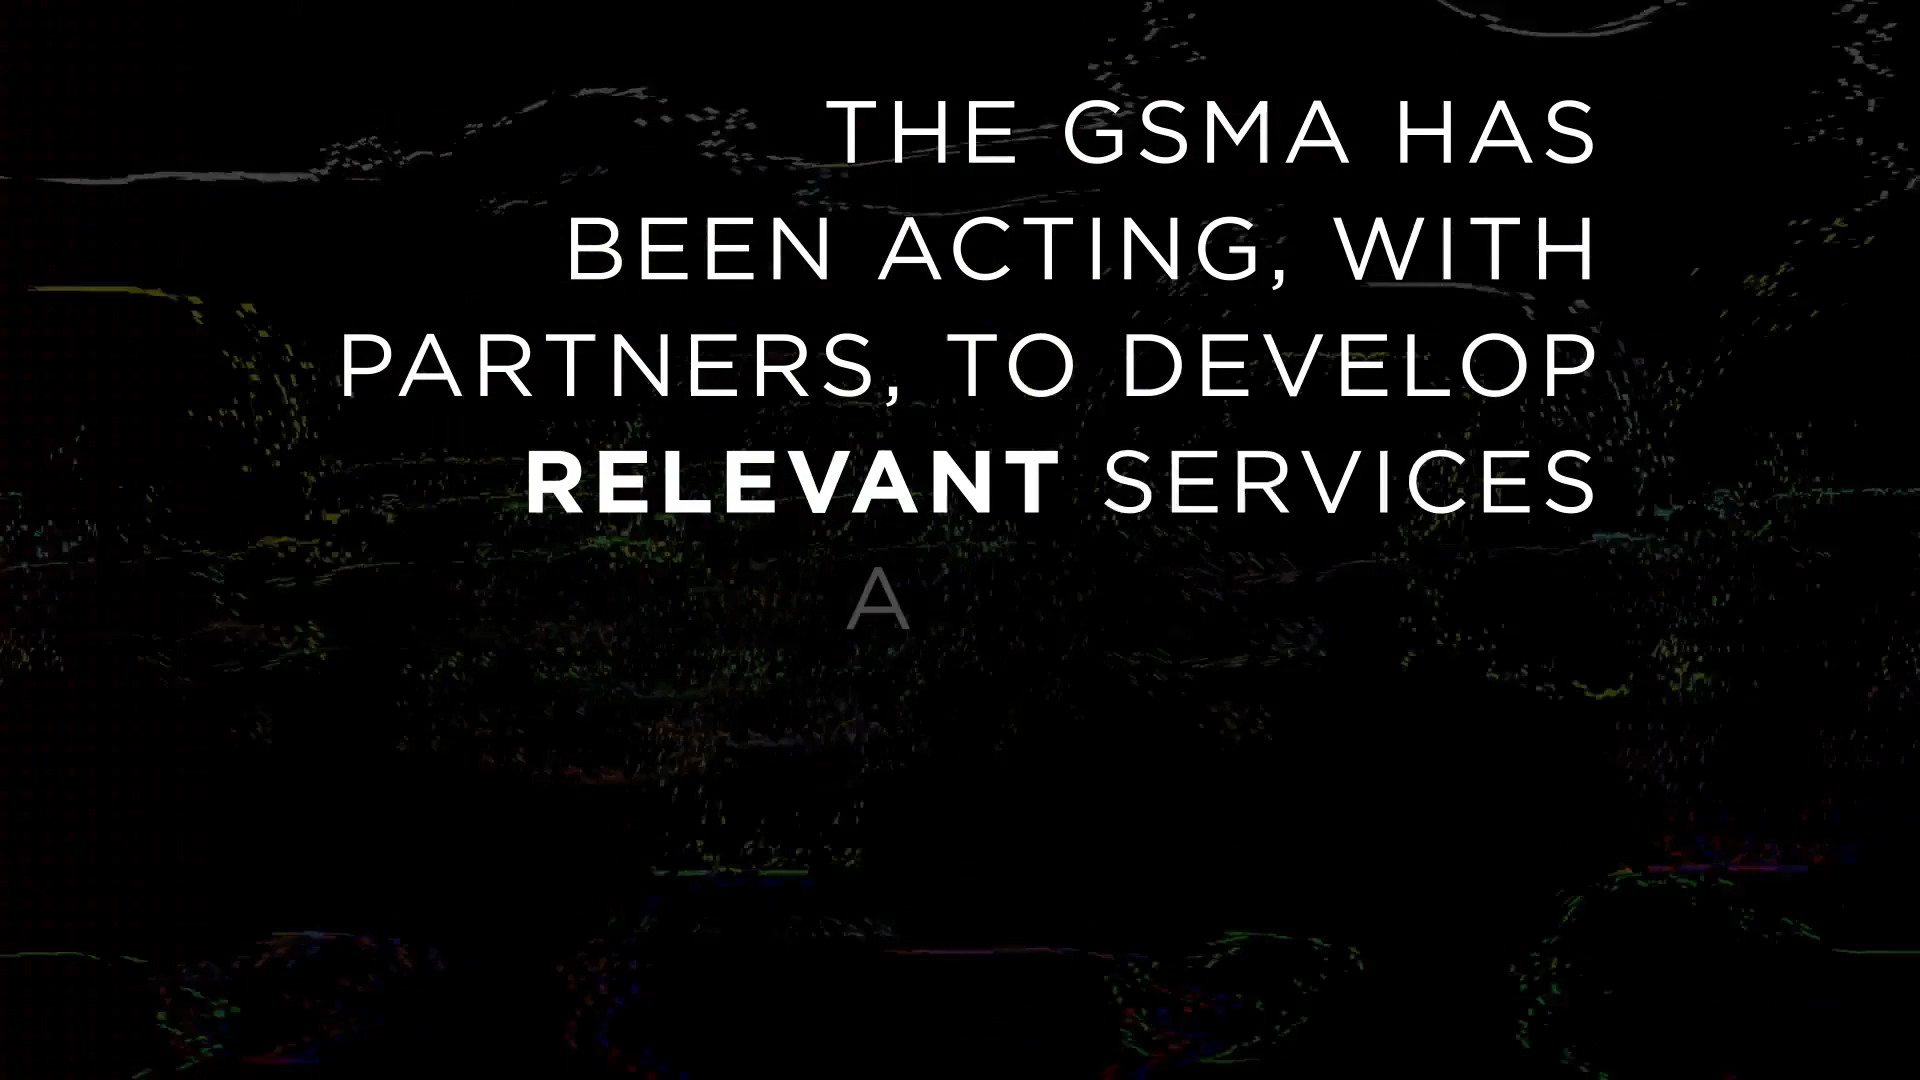 THE GSMA HAS
BEEN ACTING, WITH
PARTNERS, TO DEVELOP
RELEVANT SERVICES
A